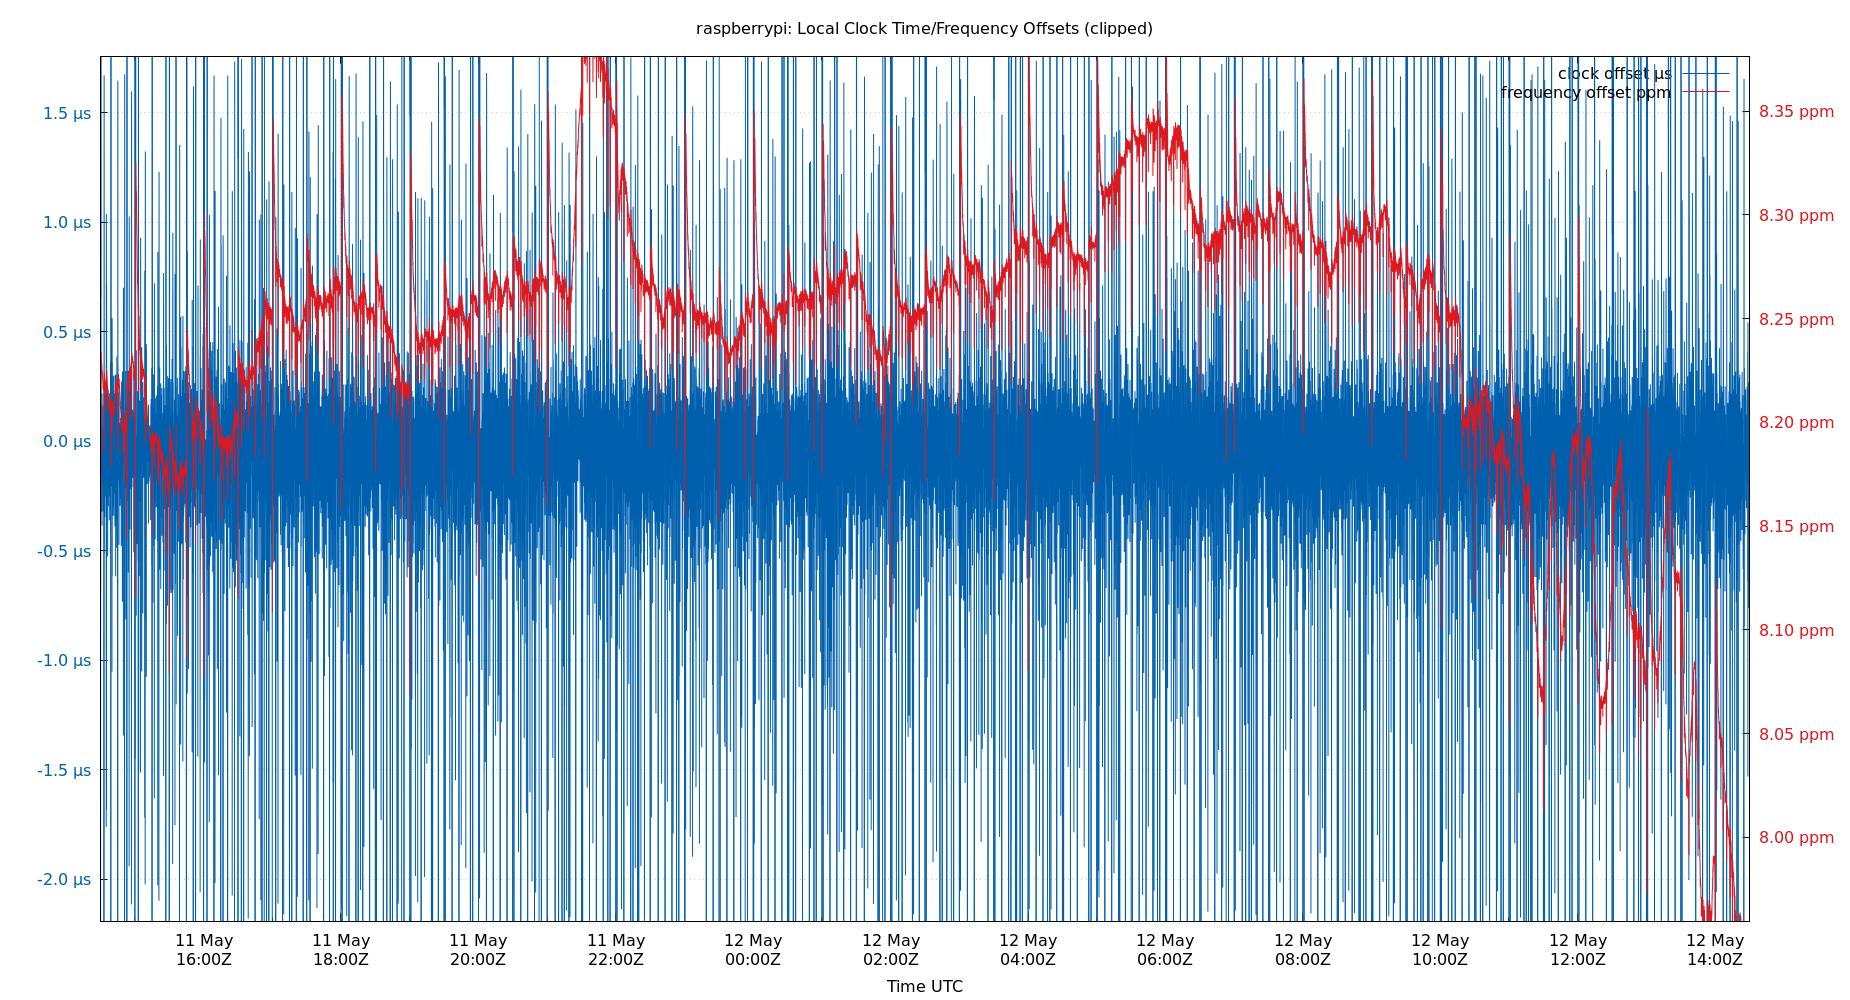 raspberrypi: Local Clock Time/Frequency Offsets (clipped)
clock offset µs
frequency offset ppm
1.5 µs
1.0 µs
0.5 µs
0.0 µs
-0.5 µs
-1.0 µs
-1.5 µs
-2.0 µs
8.35 ppm
8.30 ppm
8.25 ppm
8.20 ppm
8.15 ppm
8.10 ppm
8.05 ppm
8.00 ppm
11 May 11 May 11 May 11 May 12 May 12 May 12 May 12 May 12 May 12 May 12 May 12 May
16:00Z 18:00Z 20:00Z 22:00Z 00:00Z 02:00Z 04:00Z 06:00Z 08:00Z 10:00Z 12:00Z 14:00Z
Time UTC